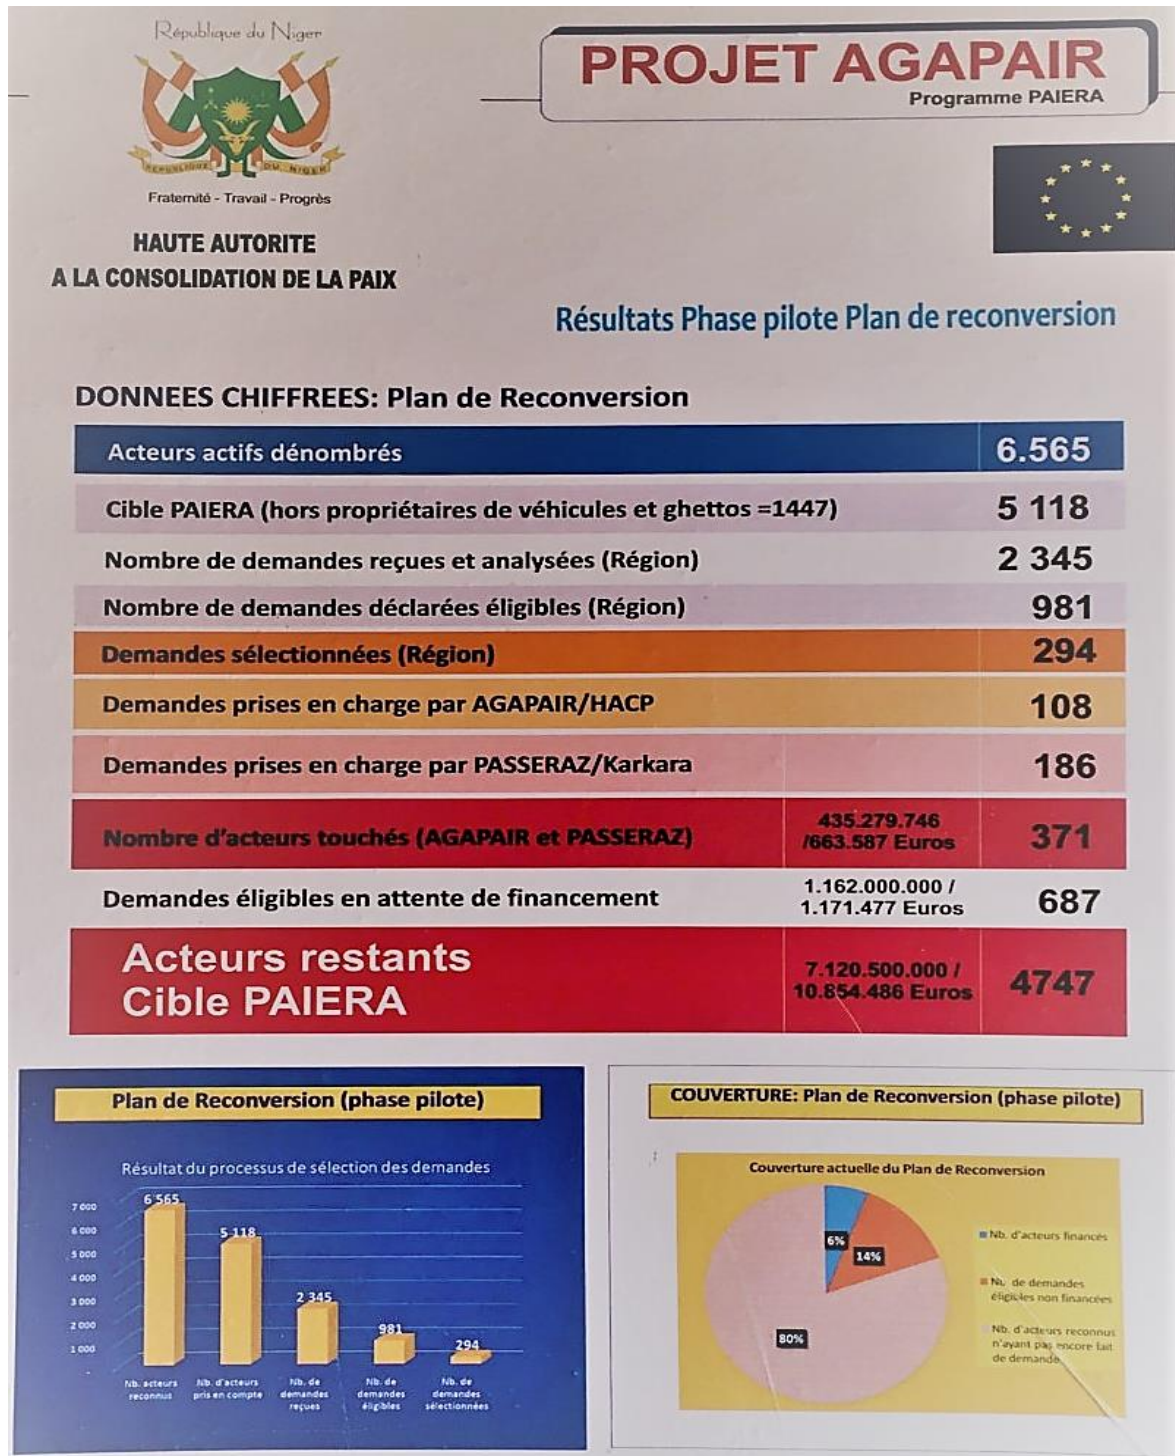 République du Niger
PROJET AGAPAIR
Programme PAIERA
REPUBLIQUE DU NIGER
Fraternité - Travail - Progrès
HAUTE AUTORITE
A LA CONSOLIDATION DE LA PAIX
Résultats Phase pilote Plan de reconversion
DONNEES CHIFFREES: Plan de Reconversion
Acteurs actifs dénombrés 6.565
Cible PAIERA (hors propriétaires de véhicules et ghettos =1447) 5 118
Nombre de demandes reçues et analysées (Région) 2 345
Nombre de demandes déclarées éligibles (Région) 981
Demandes sélectionnées (Région) 294
Demandes prises en charge par AGAPAIR/HACP 108
Demandes prises en charge par PASSERAZ/Karkara 186
Nombre d'acteurs touchés (AGAPAIR et PASSERAZ) 435.279.746 /663.587 Euros 371
Demandes éligibles en attente de financement 1.162.000.000 / 1.171.477 Euros 687
Acteurs restants
Cible PAIERA 7.120.500.000 / 10.854.486 Euros 4747
Plan de Reconversion (phase pilote)
Résultat du processus de sélection des demandes
7 000
6 000
5 000
4 000
3 000
2 000
1 000
6 565
5 118
2 345
981
294
Nb. acteurs reconnus
Nb. d'acteurs pris en compte
Nb. de demandes reçues
Nb. de demandes éligibles
Nb. de demandes sélectionnées
COUVERTURE: Plan de Reconversion (phase pilote)
Couverture actuelle du Plan de Reconversion
6%
14%
80%
Nb. d'acteurs financés
Nb. de demandes
éligibles non financées
Nb. d'acteurs reconnus
n'ayant pas encore fait
de demande